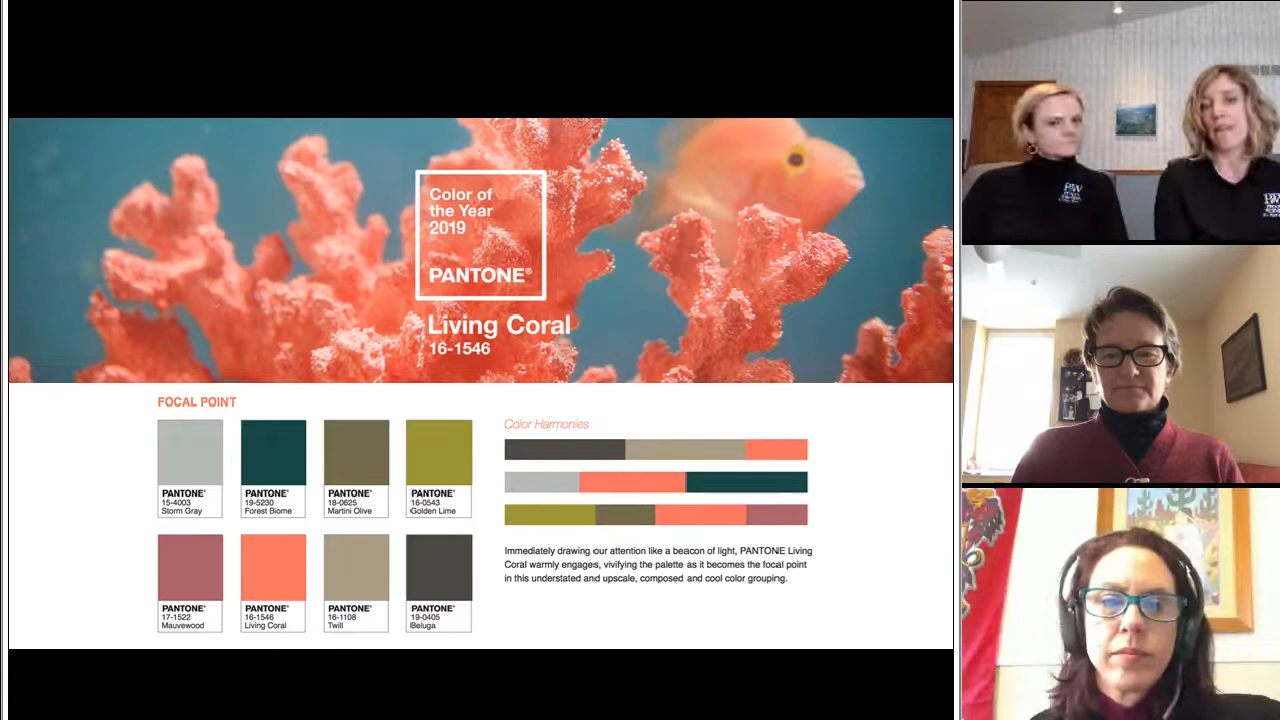 Color of
the Year
2019
PANTONE®
TM
Living Coral
16-1546
FOCAL POINT
PANTONE®
15-4003
Storm Gray
PANTONE®
19-5230
Forest Biome
PANTONE®
18-0625
Martini Olive
PANTONE®
16-0543
Golden Lime
PANTONE®
17-1522
Mauvewood
PANTONE®
16-1546
Living Coral
PANTONE®
16-1108
Twill
PANTONE®
19-0405
Beluga
Color Harmonies
Immediately drawing our attention like a beacon of light, PANTONE Living
Coral warmly engages, vivifying the palette as it becomes the focal point
in this understated and upscale, composed and cool color grouping.